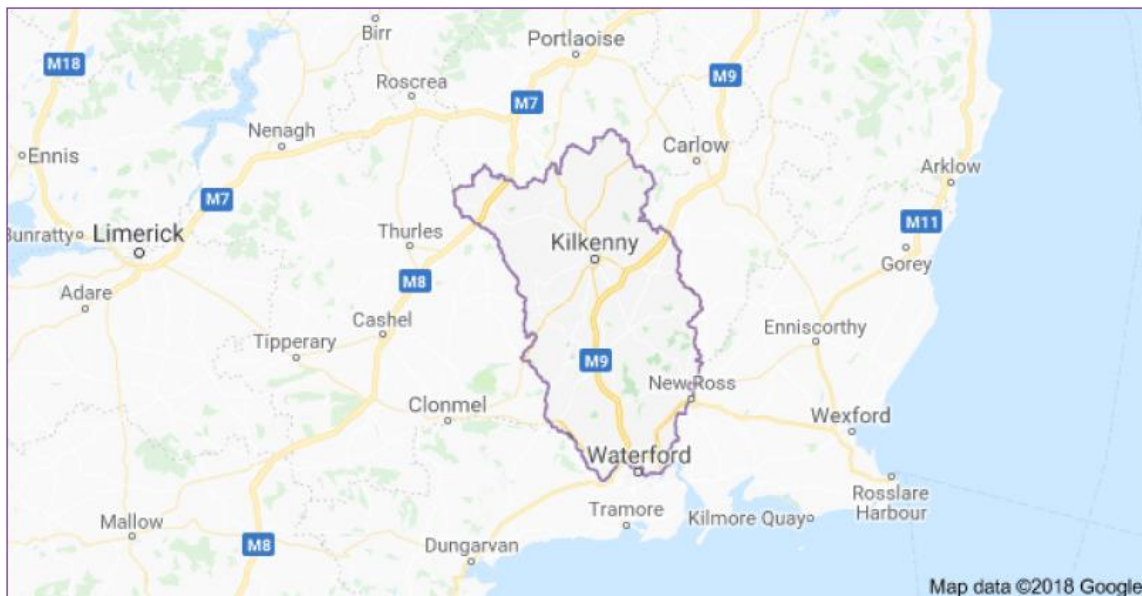 Birr
Portlaoise
M18
M9
Roscrea
M7
Nenagh
Ennis
Carlow
Arklow
M7
Bunratty
Limerick
Thurles
Kilkenny
M11
Gorey
M8
Adare
Cashel
Enniscorthy
Tipperary
M9
New Ross
Clonmel
Wexford
Waterford
Rosslare
Harbour
Tramore
Kilmore Quay
Mallow
M8
Dungarvan
Map data ©2018 Google